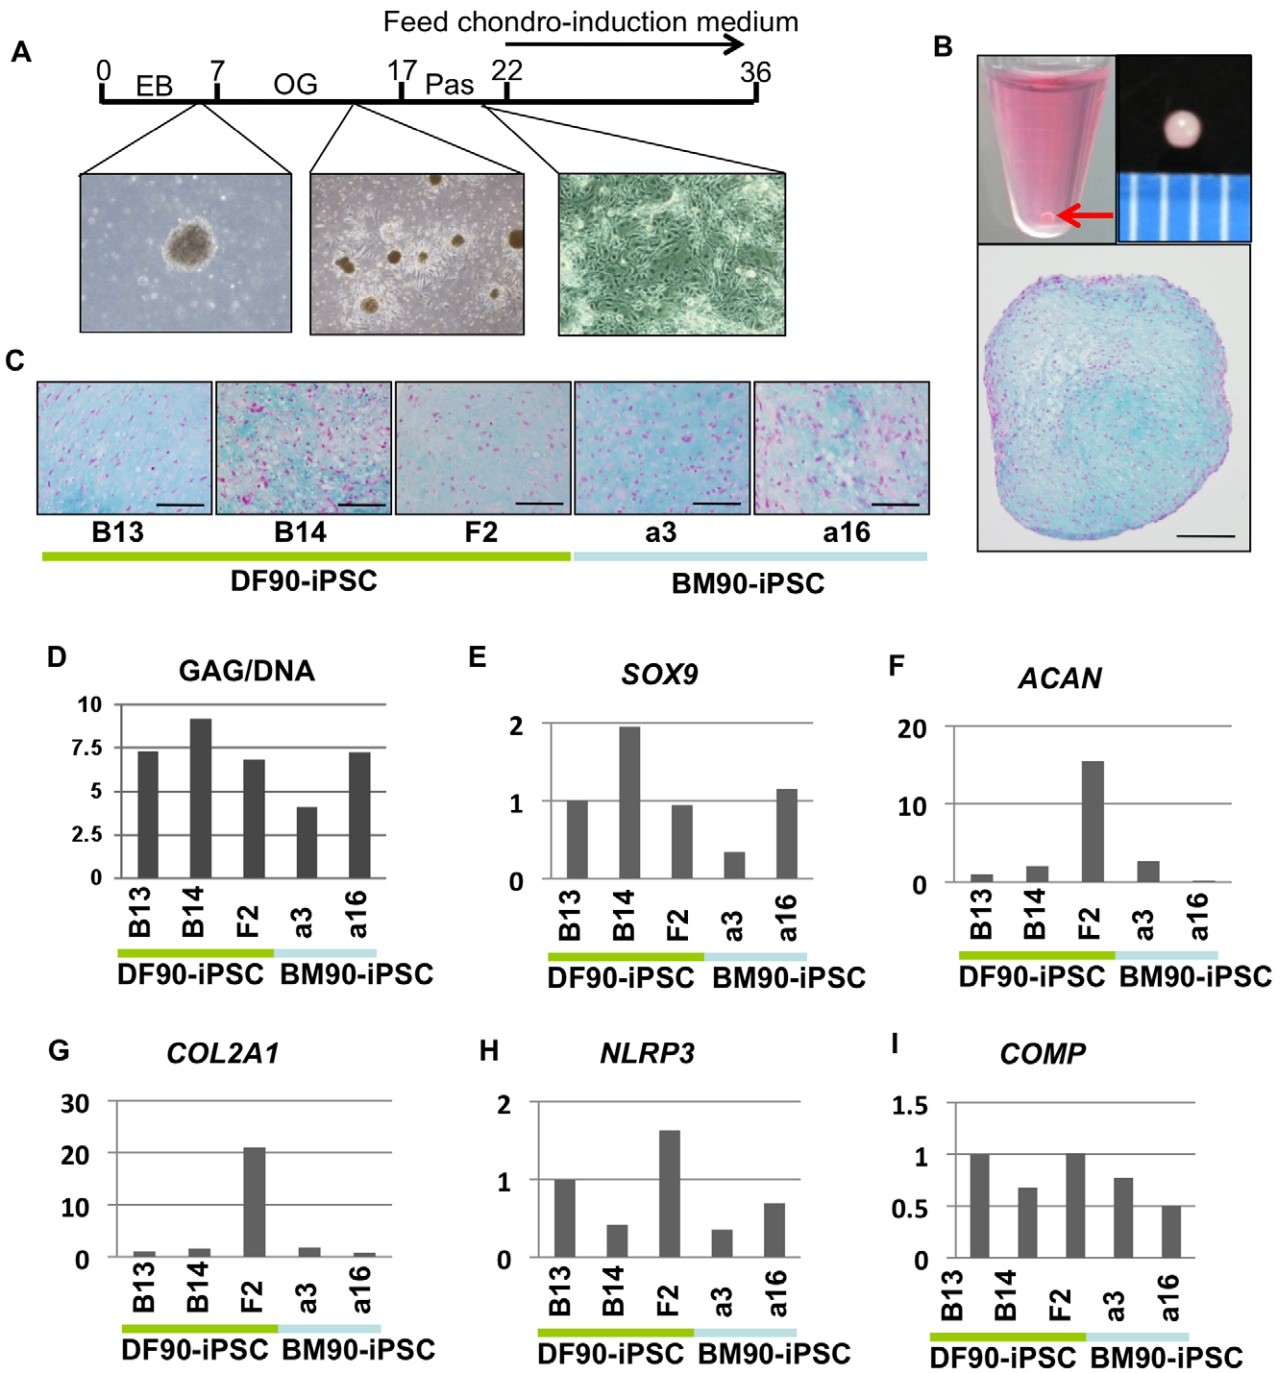 Feed chondro-induction medium
A
0 7 17 22 36
EB OG Pas
B
C
B13 B14 F2 a3 a16
DF90-iPSC BM90-iPSC
D
GAG/DNA
10
7.5
5
2.5
0
B13 B14 F2 a3 a16
DF90-iPSC BM90-iPSC
E
SOX9
2
1
0
B13 B14 F2 a3 a16
DF90-iPSC BM90-iPSC
F
ACAN
20
10
0
B13 B14 F2 a3 a16
DF90-iPSC BM90-iPSC
G
COL2A1
30
20
10
0
B13 B14 F2 a3 a16
DF90-iPSC BM90-iPSC
H
NLRP3
2
1
0
B13 B14 F2 a3 a16
DF90-iPSC BM90-iPSC
I
COMP
1.5
1
0.5
0
B13 B14 F2 a3 a16
DF90-iPSC BM90-iPSC